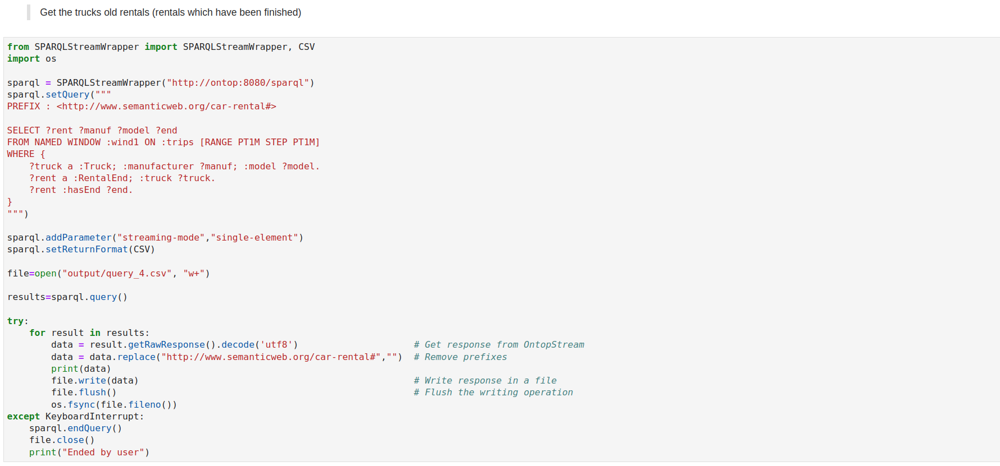 Get the trucks old rentals (rentals which have been finished)
from SPARQLStreamWrapper import SPARQLStreamWrapper, CSV
import os
sparql = SPARQLStreamWrapper("http://ontop:8080/sparql")
sparql.setQuery("""
PREFIX : <http://www.semanticweb.org/car-rental#>
SELECT ?rent ?manuf ?model ?end
FROM NAMED WINDOW :wind1 ON :trips [RANGE PT1M STEP PT1M]
WHERE {
    ?truck a :Truck; :manufacturer ?manuf; :model ?model.
    ?rent a :RentalEnd; :truck ?truck.
    ?rent :hasEnd ?end.
}
""")
sparql.addParameter("streaming-mode","single-element")
sparql.setReturnFormat(CSV)
file=open("output/query_4.csv", "w+")
results=sparql.query()
try:
    for result in results:
        data = result.getRawResponse().decode('utf8')                     # Get response from OntopStream
        data = data.replace("http://www.semanticweb.org/car-rental#","")  # Remove prefixes
        print(data)
        file.write(data)                                                  # Write response in a file
        file.flush()                                                      # Flush the writing operation
        os.fsync(file.fileno())
except KeyboardInterrupt:
    sparql.endQuery()
    file.close()
    print("Ended by user")